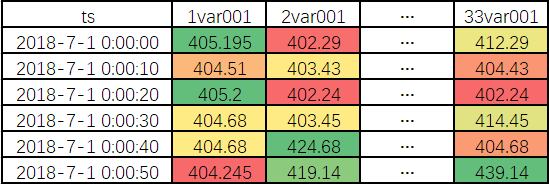 ts 1var001 2var001 ... 33var001
2018-7-1 0:00:00 405.195 402.29 ... 412.29
2018-7-1 0:00:10 404.51 403.43 ... 404.43
2018-7-1 0:00:20 405.2 402.24 ... 402.24
2018-7-1 0:00:30 404.68 403.45 ... 414.45
2018-7-1 0:00:40 404.68 424.68 ... 404.68
2018-7-1 0:00:50 404.245 419.14 ... 439.14